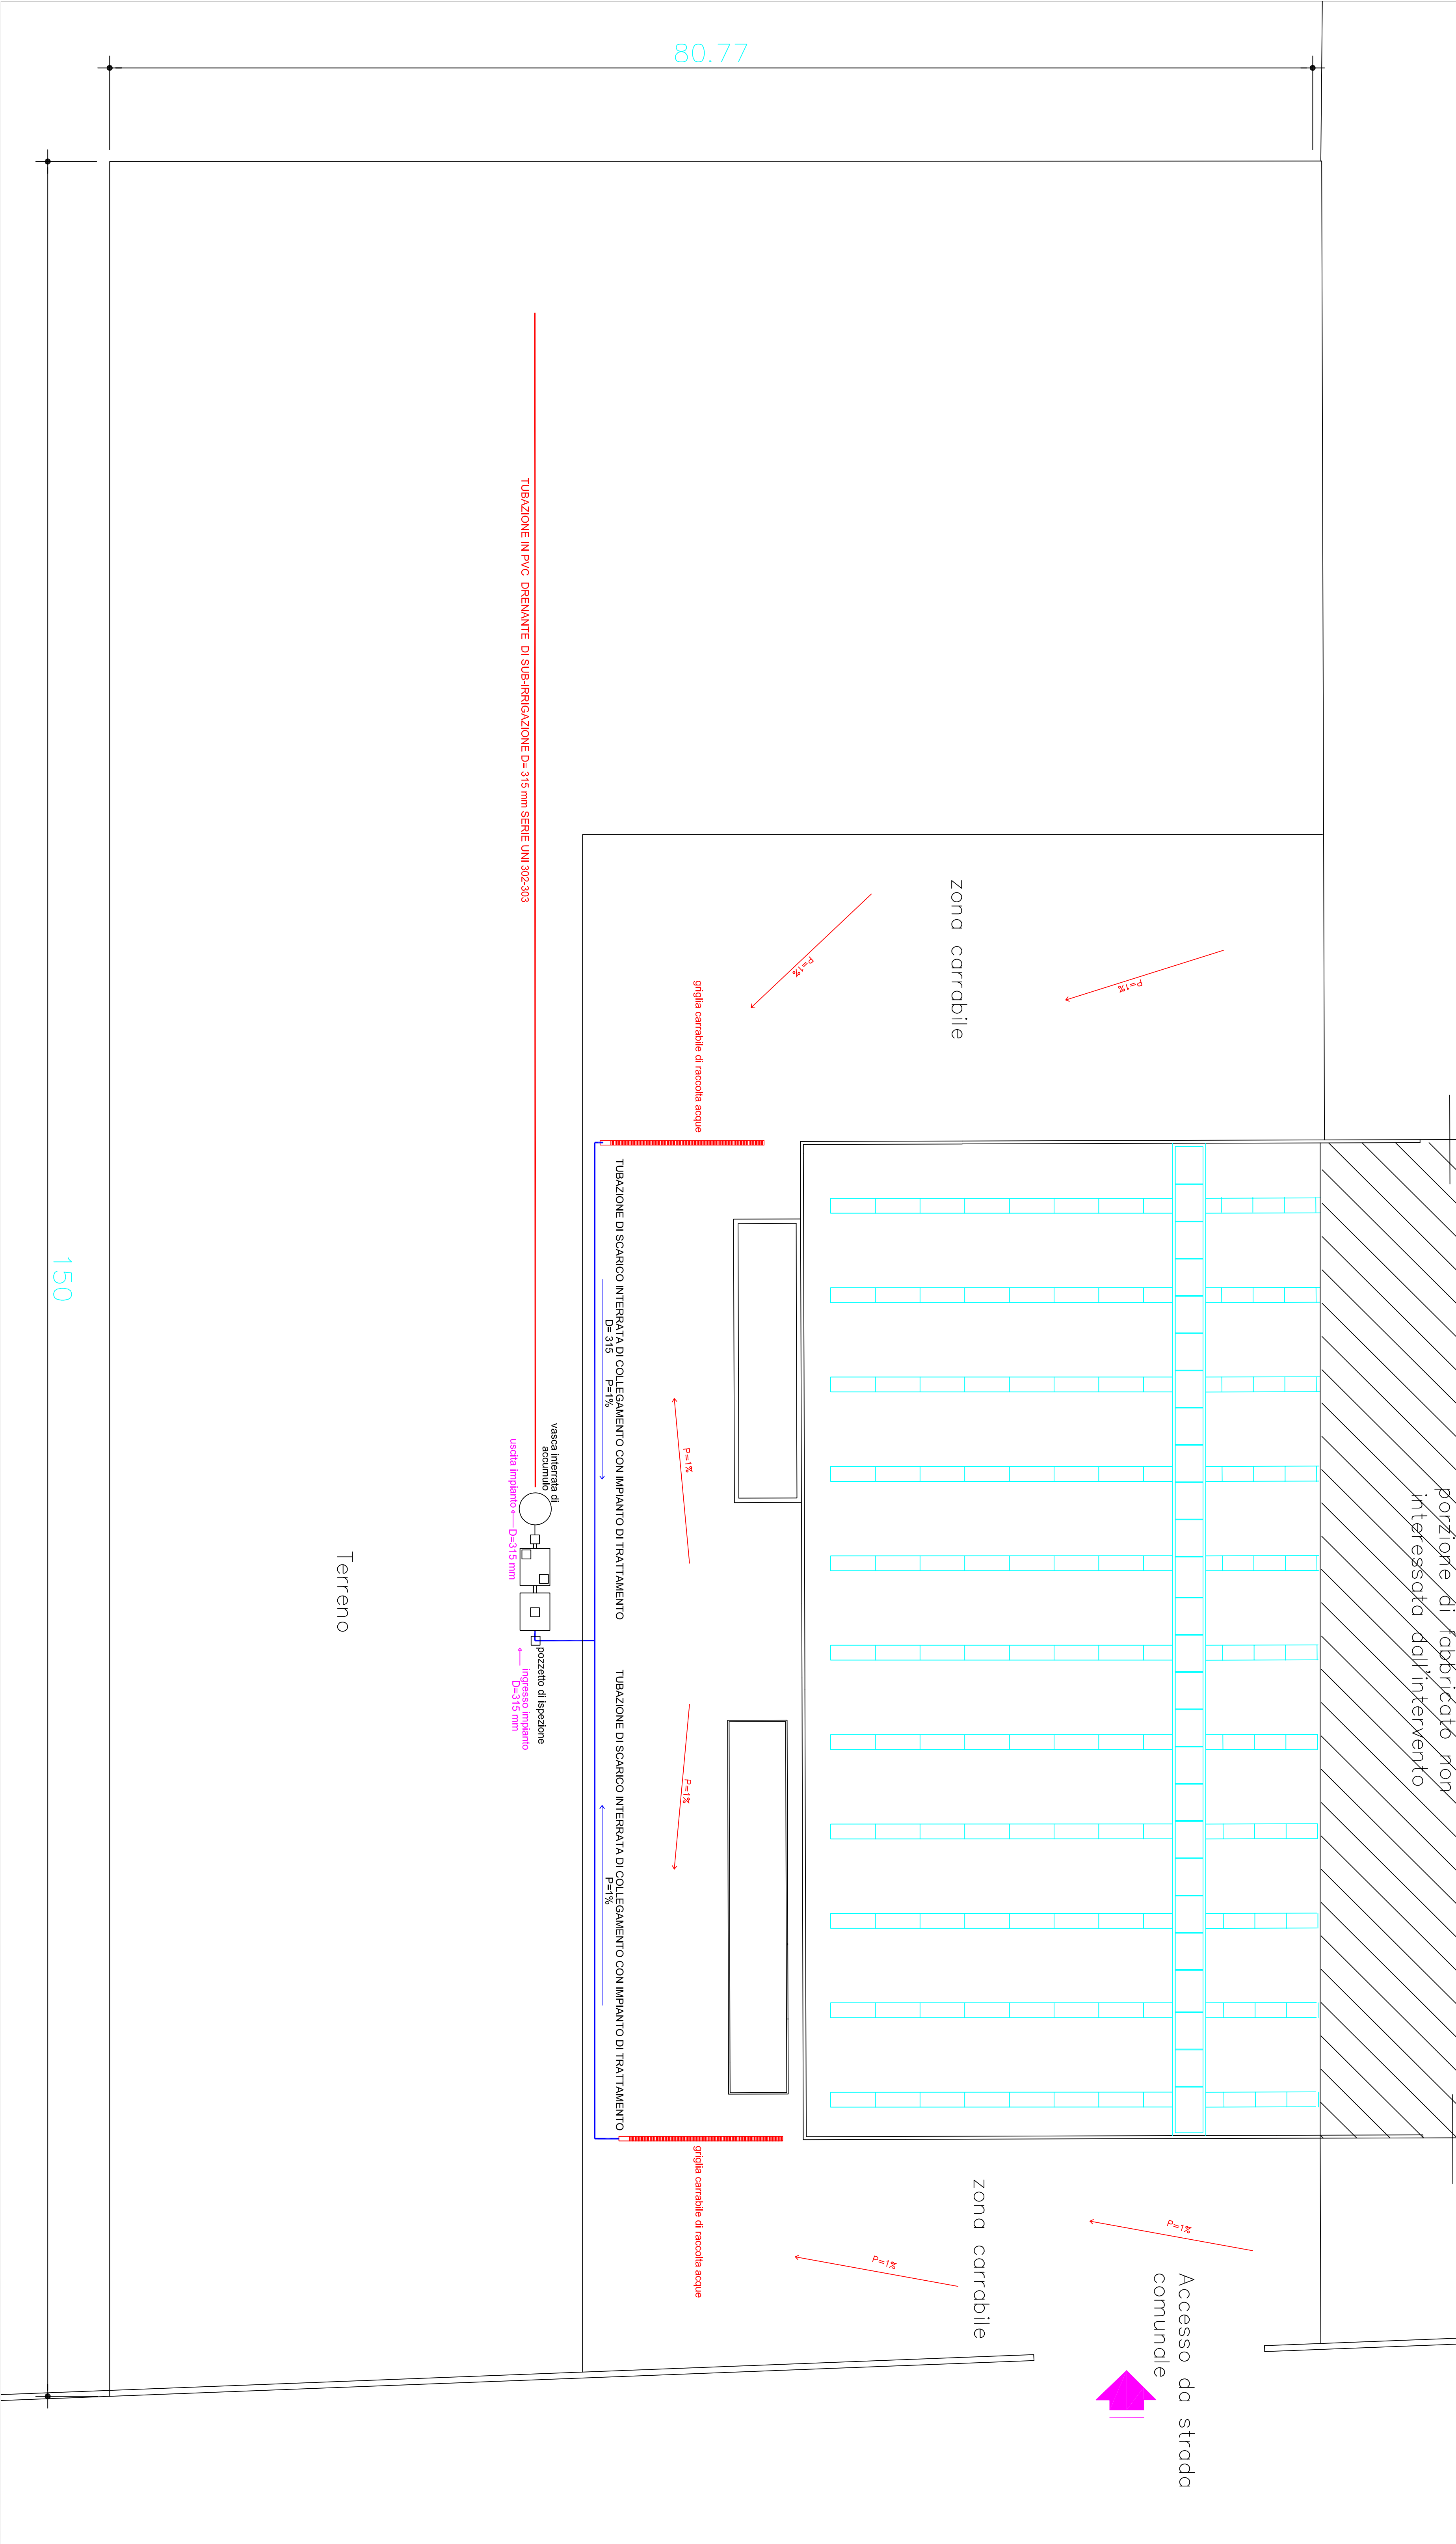 80.77
150
TUBAZIONE IN PVC DRENANTE DI SUB-IRRIGAZIONE D= 315 mm SERIE UNI 302-303
zona carrabile
P=1%
P=1%
griglia carrabile di raccolta acque
TUBAZIONE DI SCARICO INTERRATA DI COLLEGAMENTO CON IMPIANTO DI TRATTAMENTO
D= 315 P=1%
P=1%
vasca interrata di
accumulo
uscita impianto
D=315 mm
pozzetto di ispezione
ingresso impianto
D=315 mm
Terreno
porzione di fabbricato non
interessata dall'intervento
TUBAZIONE DI SCARICO INTERRATA DI COLLEGAMENTO CON IMPIANTO DI TRATTAMENTO
P=1%
P=1%
griglia carrabile di raccolta acque
zona carrabile
P=1%
P=1%
Accesso da strada
comunale